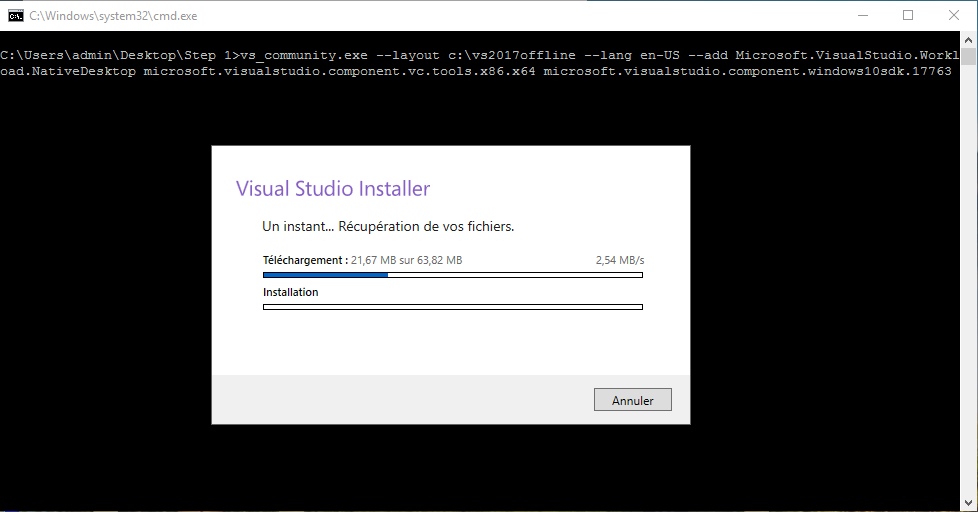 C:\Windows\system32\cmd.exe
C:\Users\admin\Desktop\Step 1>vs_community.exe --layout c:\vs2017offline --lang en-US --add Microsoft.VisualStudio.Workl
oad.NativeDesktop microsoft.visualstudio.component.vc.tools.x86.x64 microsoft.visualstudio.component.windows10sdk.17763
Visual Studio Installer
Un instant... Récupération de vos fichiers.
Téléchargement : 21,67 MB sur 63,82 MB 2,54 MB/s
Installation
Annuler